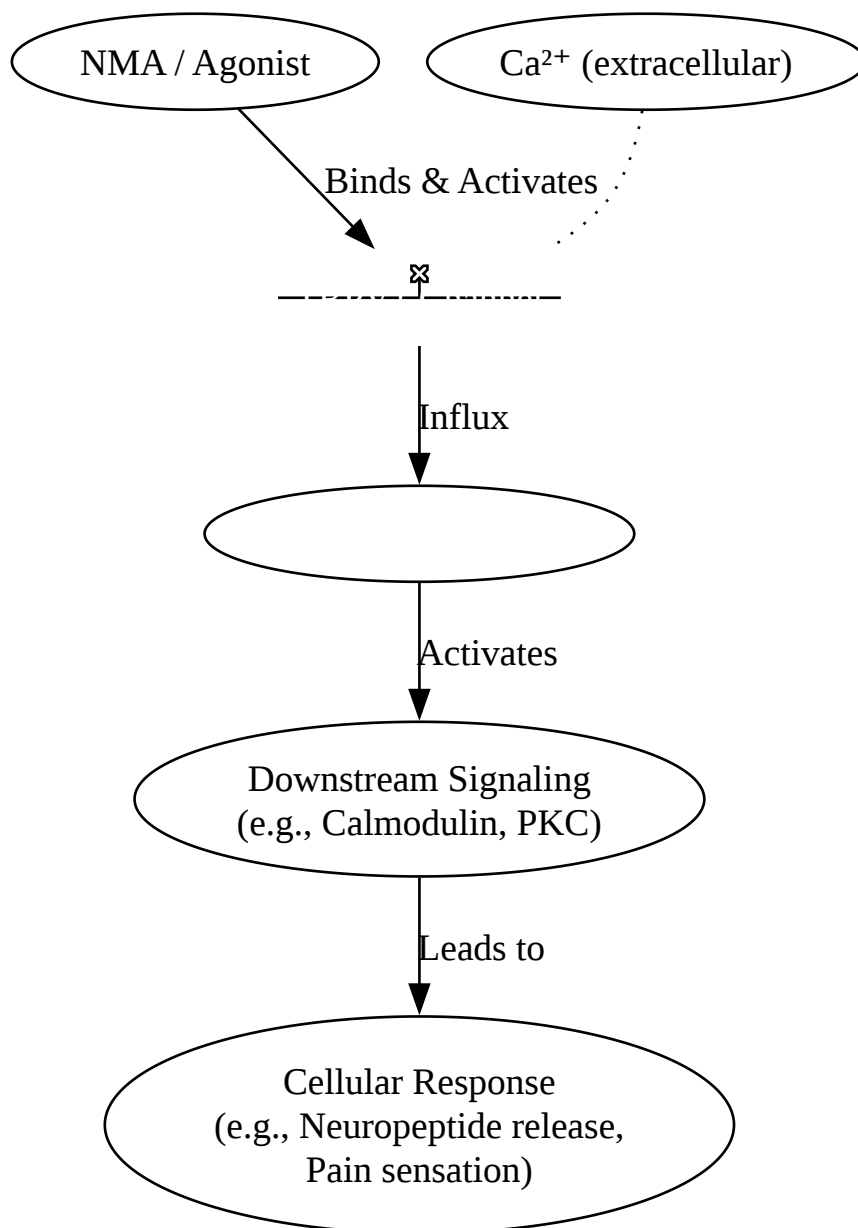 NMA / Agonist
Ca²⁺ (extracellular)
Binds & Activates
Influx
Activates
Downstream Signaling
(e.g., Calmodulin, PKC)
Leads to
Cellular Response
(e.g., Neuropeptide release,
Pain sensation)